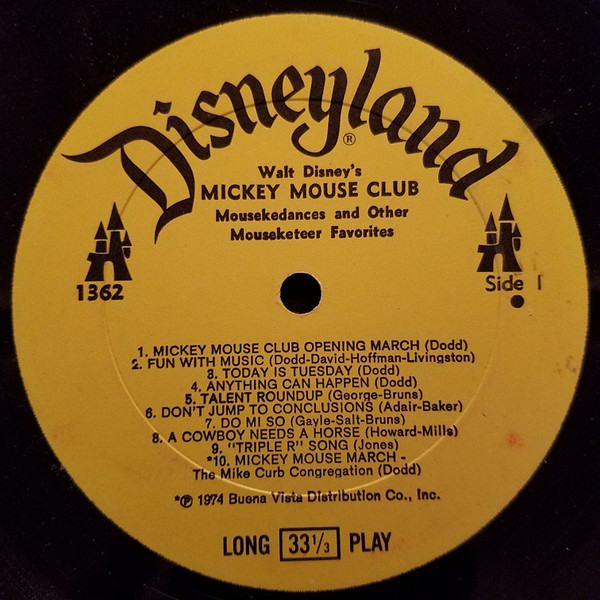 Disneyland®
Walt Disney's
MICKEY MOUSE CLUB
Mousekedances and Other
Mouseketeer Favorites
1362
Side 1
1. MICKEY MOUSE CLUB OPENING MARCH (Dodd)
2. FUN WITH MUSIC (Dodd-David-Hoffman-Livingston)
3. TODAY IS TUESDAY (Dodd)
4. ANYTHING CAN HAPPEN (Dodd)
5. TALENT ROUNDUP (George-Bruns)
6. DON'T JUMP TO CONCLUSIONS (Adair-Baker)
7. DO MI SO (Gayle-Salt-Bruns)
8. A COWBOY NEEDS A HORSE (Howard-Mills)
9. "TRIPLE R" SONG (Jones)
*10. MICKEY MOUSE MARCH -
The Mike Curb Congregation (Dodd)
*℗ 1974 Buena Vista Distribution Co., Inc.
LONG 33⅓ PLAY